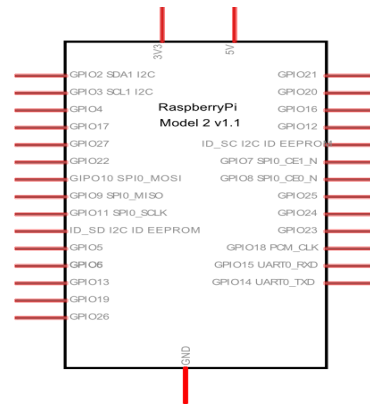 3V3
5V
RaspberryPi
Model 2 v1.1
GPIO2 SDA1 I2C
GPIO3 SCL1 I2C
GPIO4
GPIO17
GPIO27
GPIO22
GIPO10 SPI0_MOSI
GPIO9 SPI0_MISO
GPIO11 SPI0_SCLK
ID_SD I2C ID EEPROM
GPIO5
GPIO6
GPIO13
GPIO19
GPIO26
GPIO21
GPIO20
GPIO16
GPIO12
ID_SC I2C ID EEPROM
GPIO7 SPI0_CE1_N
GPIO8 SPI0_CE0_N
GPIO25
GPIO24
GPIO23
GPIO18 PCM_CLK
GPIO15 UART0_RXD
GPIO14 UART0_TXD
GND